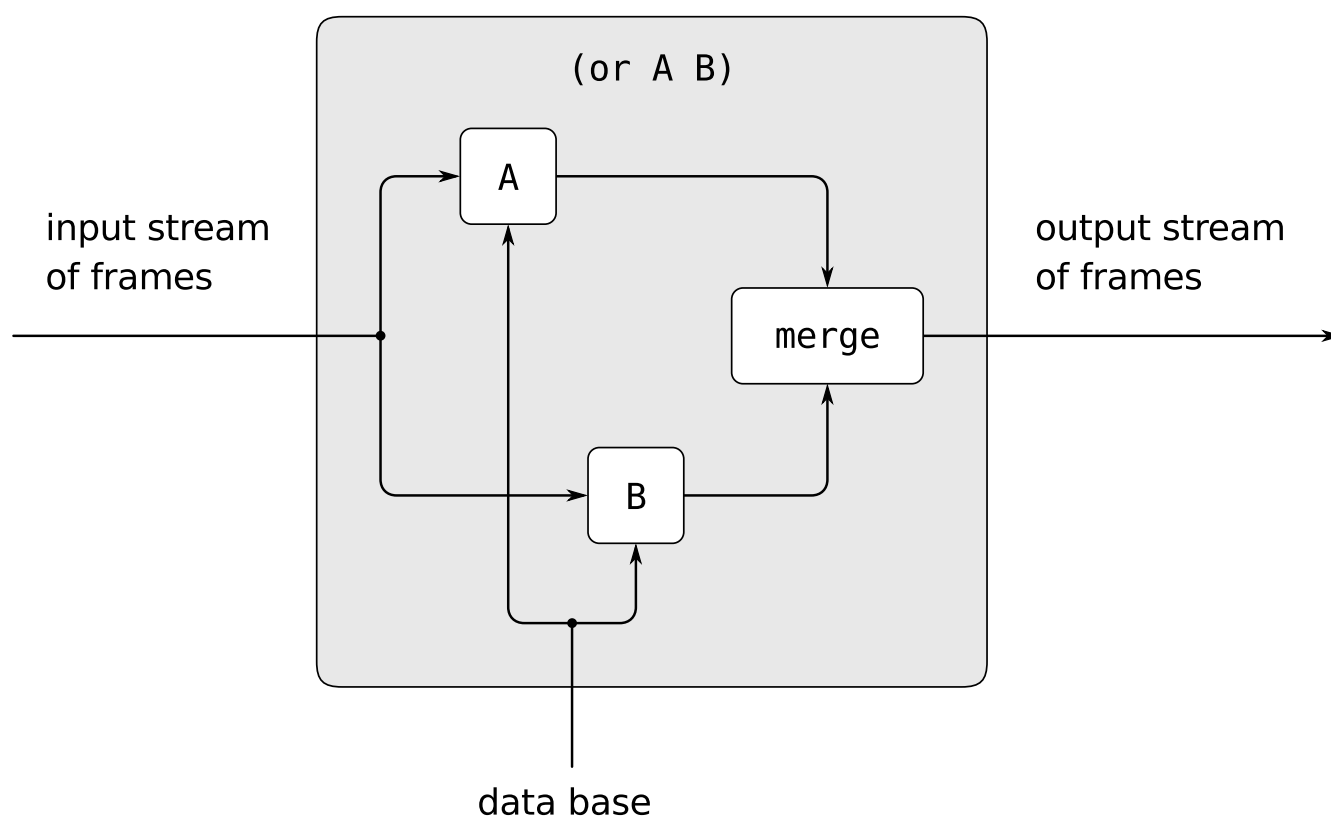 (or A B)
A
input stream
of frames
output stream
of frames
merge
B
data base